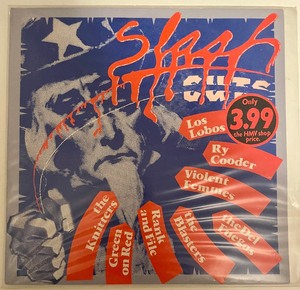 slash
CUTS
Only
3.99
the HMV shop
price.
Los
Lobos
Ry
Cooder
Violent
Femmes
the Del
Fuegos
the Blasters
Rank
and File
Green
on Red
the
Knitters